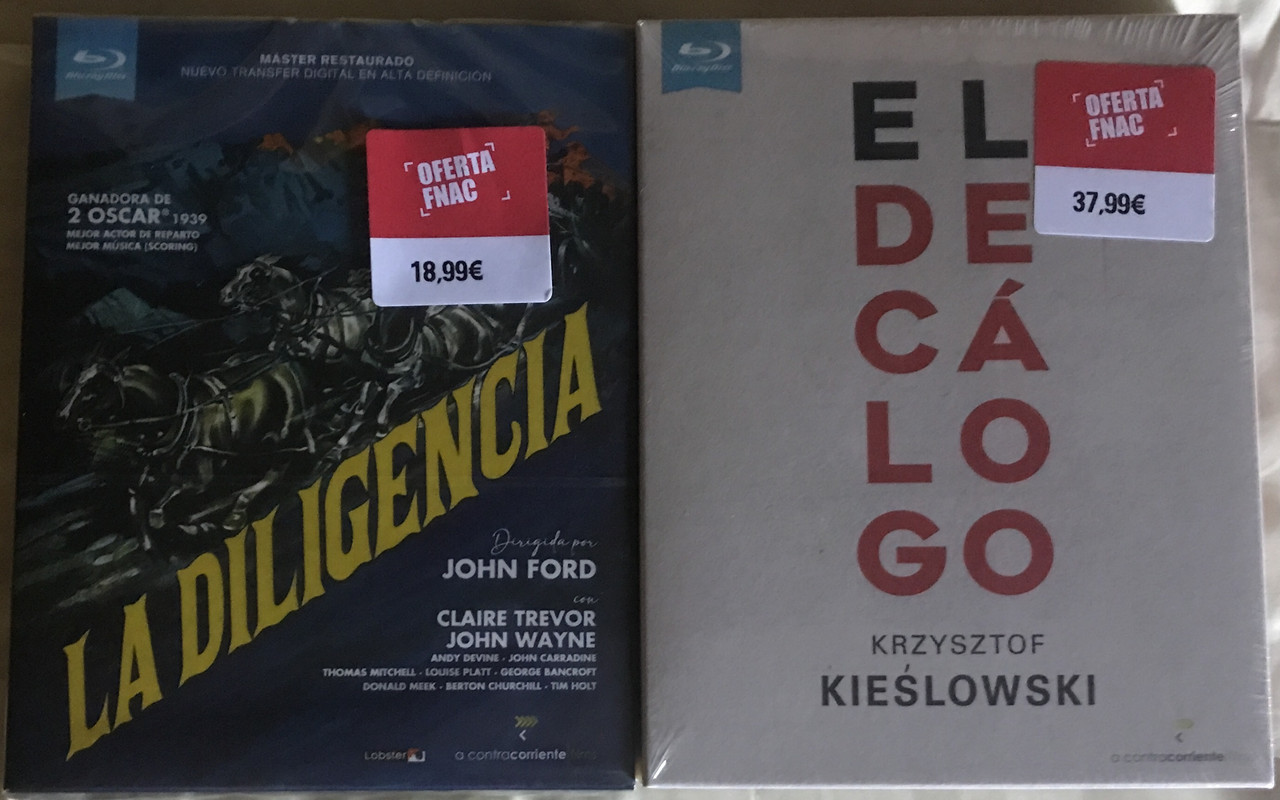 Blu-ray Disc
MÁSTER RESTAURADO
NUEVO TRANSFER DIGITAL EN ALTA DEFINICIÓN
OFERTA
FNAC
18,99€
GANADORA DE
2 OSCAR® 1939
MEJOR ACTOR DE REPARTO
MEJOR MÚSICA (SCORING)
LA DILIGENCIA
Dirigida por
JOHN FORD
con
CLAIRE TREVOR
JOHN WAYNE
ANDY DEVINE · JOHN CARRADINE
THOMAS MITCHELL · LOUISE PLATT · GEORGE BANCROFT
DONALD MEEK · BERTON CHURCHILL · TIM HOLT
Lobster
a contracorriente films
Blu-ray Disc
OFERTA
FNAC
37,99€
EL
DE
CÁ
LO
GO
KRZYSZTOF
KIEŚLOWSKI
a contracorriente films